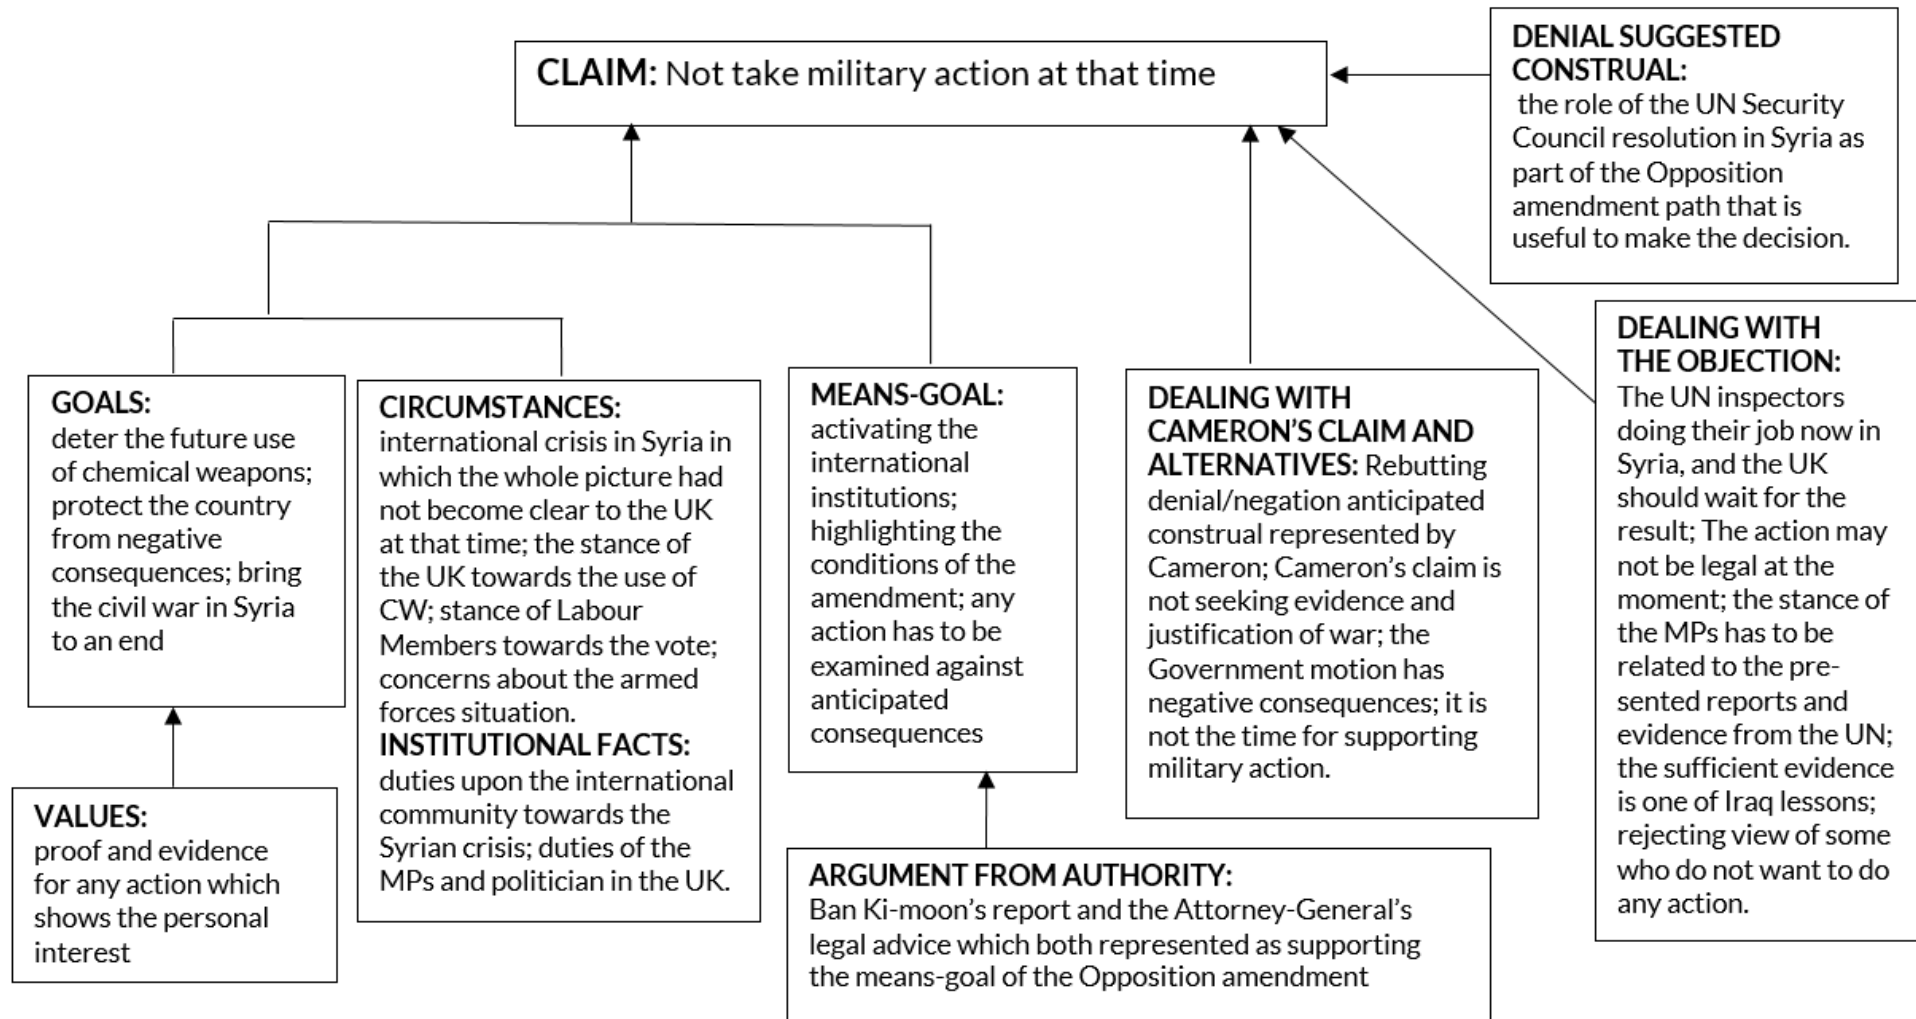 CLAIM: Not take military action at that time
DENIAL SUGGESTED
CONSTRUAL:
the role of the UN Security
Council resolution in Syria as
part of the Opposition
amendment path that is
useful to make the decision.
GOALS:
deter the future use
of chemical weapons;
protect the country
from negative
consequences; bring
the civil war in Syria
to an end
VALUES:
proof and evidence
for any action which
shows the personal
interest
CIRCUMSTANCES:
international crisis in Syria in
which the whole picture had
not become clear to the UK
at that time; the stance of
the UK towards the use of
CW; stance of Labour
Members towards the vote;
concerns about the armed
forces situation.
INSTITUTIONAL FACTS:
duties upon the international
community towards the
Syrian crisis; duties of the
MPs and politician in the UK.
MEANS-GOAL:
activating the
international
institutions;
highlighting the
conditions of the
amendment; any
action has to be
examined against
anticipated
consequences
ARGUMENT FROM AUTHORITY:
Ban Ki-moon’s report and the Attorney-General’s
legal advice which both represented as supporting
the means-goal of the Opposition amendment
DEALING WITH
CAMERON’S CLAIM AND
ALTERNATIVES: Rebutting
denial/negation anticipated
construal represented by
Cameron; Cameron’s claim is
not seeking evidence and
justification of war; the
Government motion has
negative consequences; it is
not the time for supporting
military action.
DEALING WITH
THE OBJECTION:
The UN inspectors
doing their job now in
Syria, and the UK
should wait for the
result; The action may
not be legal at the
moment; the stance of
the MPs has to be
related to the pre-
sented reports and
evidence from the UN;
the sufficient evidence
is one of Iraq lessons;
rejecting view of some
who do not want to do
any action.